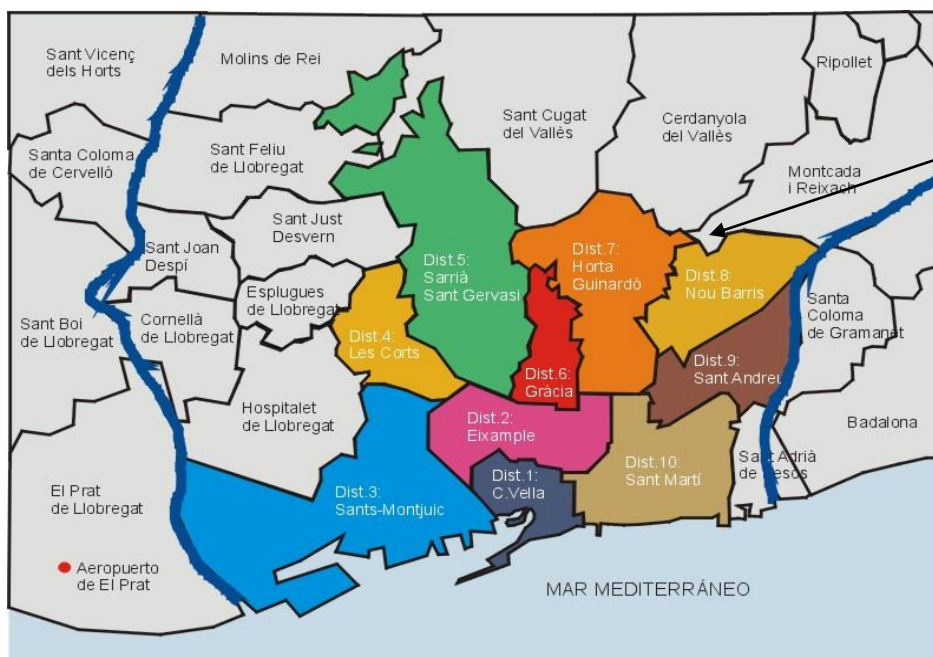 Sant Vicenç
dels Horts
Molins de Rei
Ripollet
Sant Cugat
del Vallès
Cerdanyola
del Vallès
Santa Coloma
de Cervelló
Sant Feliu
de Llobregat
Montcada
i Reixach
Sant Just
Desvern
Sant Joan
Despí
Dist.5:
Sarrià
Sant Gervasi
Dist.7:
Horta
Guinardó
Dist.8:
Nou Barris
Esplugues
de Llobregat
Santa
Coloma
de Gramanet
Sant Boi
de Llobregat
Cornellà
de Llobregat
Dist.4:
Les Corts
Dist.9:
Sant Andreu
Dist.6:
Gràcia
Hospitalet
de Llobregat
Dist.2:
Eixample
Badalona
Sant Adrià
de Besos
Dist.10:
Sant Martí
Dist.1:
C.Vella
Dist.3:
Sants-Montjuic
El Prat
de Llobregat
Aeropuerto
de El Prat
MAR MEDITERRÁNEO